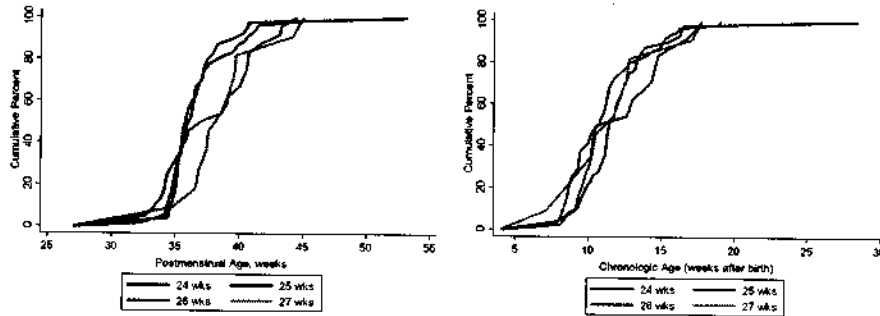 100
80
60
40
20
0
Cumulative Percent
25 30 35 40 45 50 55
Postmenstrual Age, weeks
24 wks 25 wks
26 wks 27 wks
100
80
60
40
20
0
Cumulative Percent
5 10 15 20 25 30
Chronologic Age (weeks after birth)
24 wks 25 wks
26 wks 27 wks